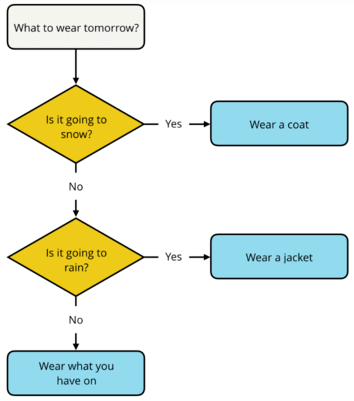 What to wear tomorrow?
Is it going to
snow?
Yes
Wear a coat
No
Is it going to
rain?
Yes
Wear a jacket
No
Wear what you
have on